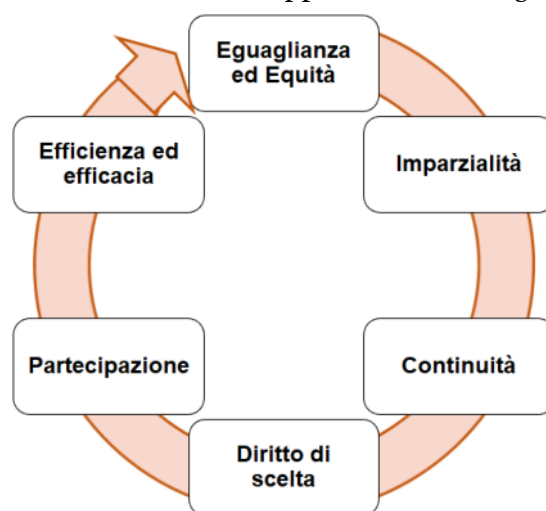 Eguaglianza
ed Equità
Imparzialità
Continuità
Diritto di
scelta
Partecipazione
Efficienza ed
efficacia